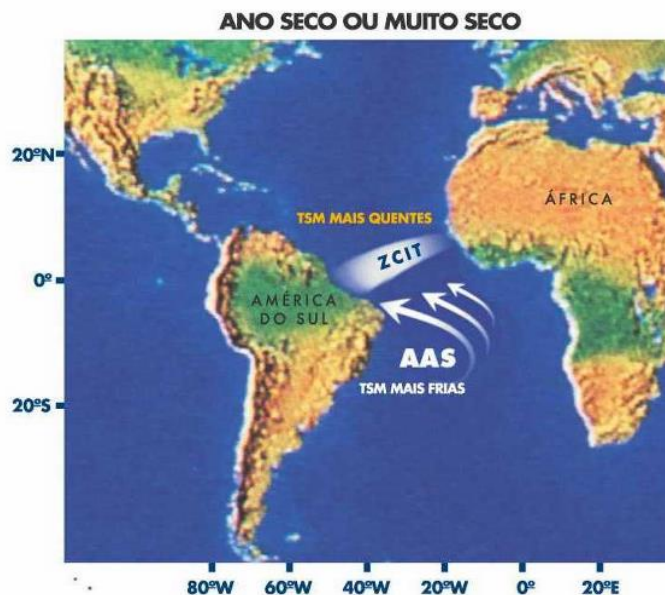 ANO SECO OU MUITO SECO
20ºN
ÁFRICA
TSM MAIS QUENTES
ZCIT
0º
AMÉRICA
DO SUL
AAS
TSM MAIS FRIAS
20ºS
80ºW 60ºW 40ºW 20ºW 0º 20ºE